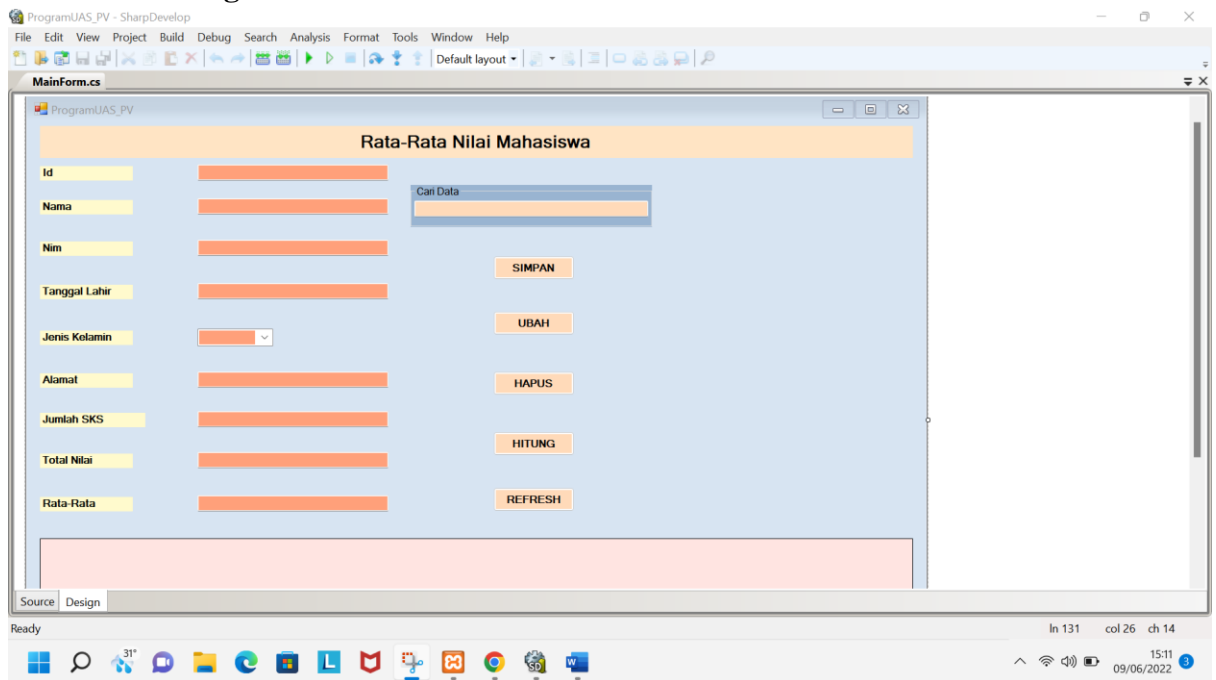 ProgramUAS_PV - SharpDevelop
File Edit View Project Build Debug Search Analysis Format Tools Window Help
Default layout
MainForm.cs
ProgramUAS_PV
Rata-Rata Nilai Mahasiswa
Id
Cari Data
Nama
Nim
SIMPAN
Tanggal Lahir
UBAH
Jenis Kelamin
Alamat
HAPUS
Jumlah SKS
HITUNG
Total Nilai
Rata-Rata
REFRESH
Source Design
Ready ln 131 col 26 ch 14
31°
L
W
15:11
09/06/2022
3